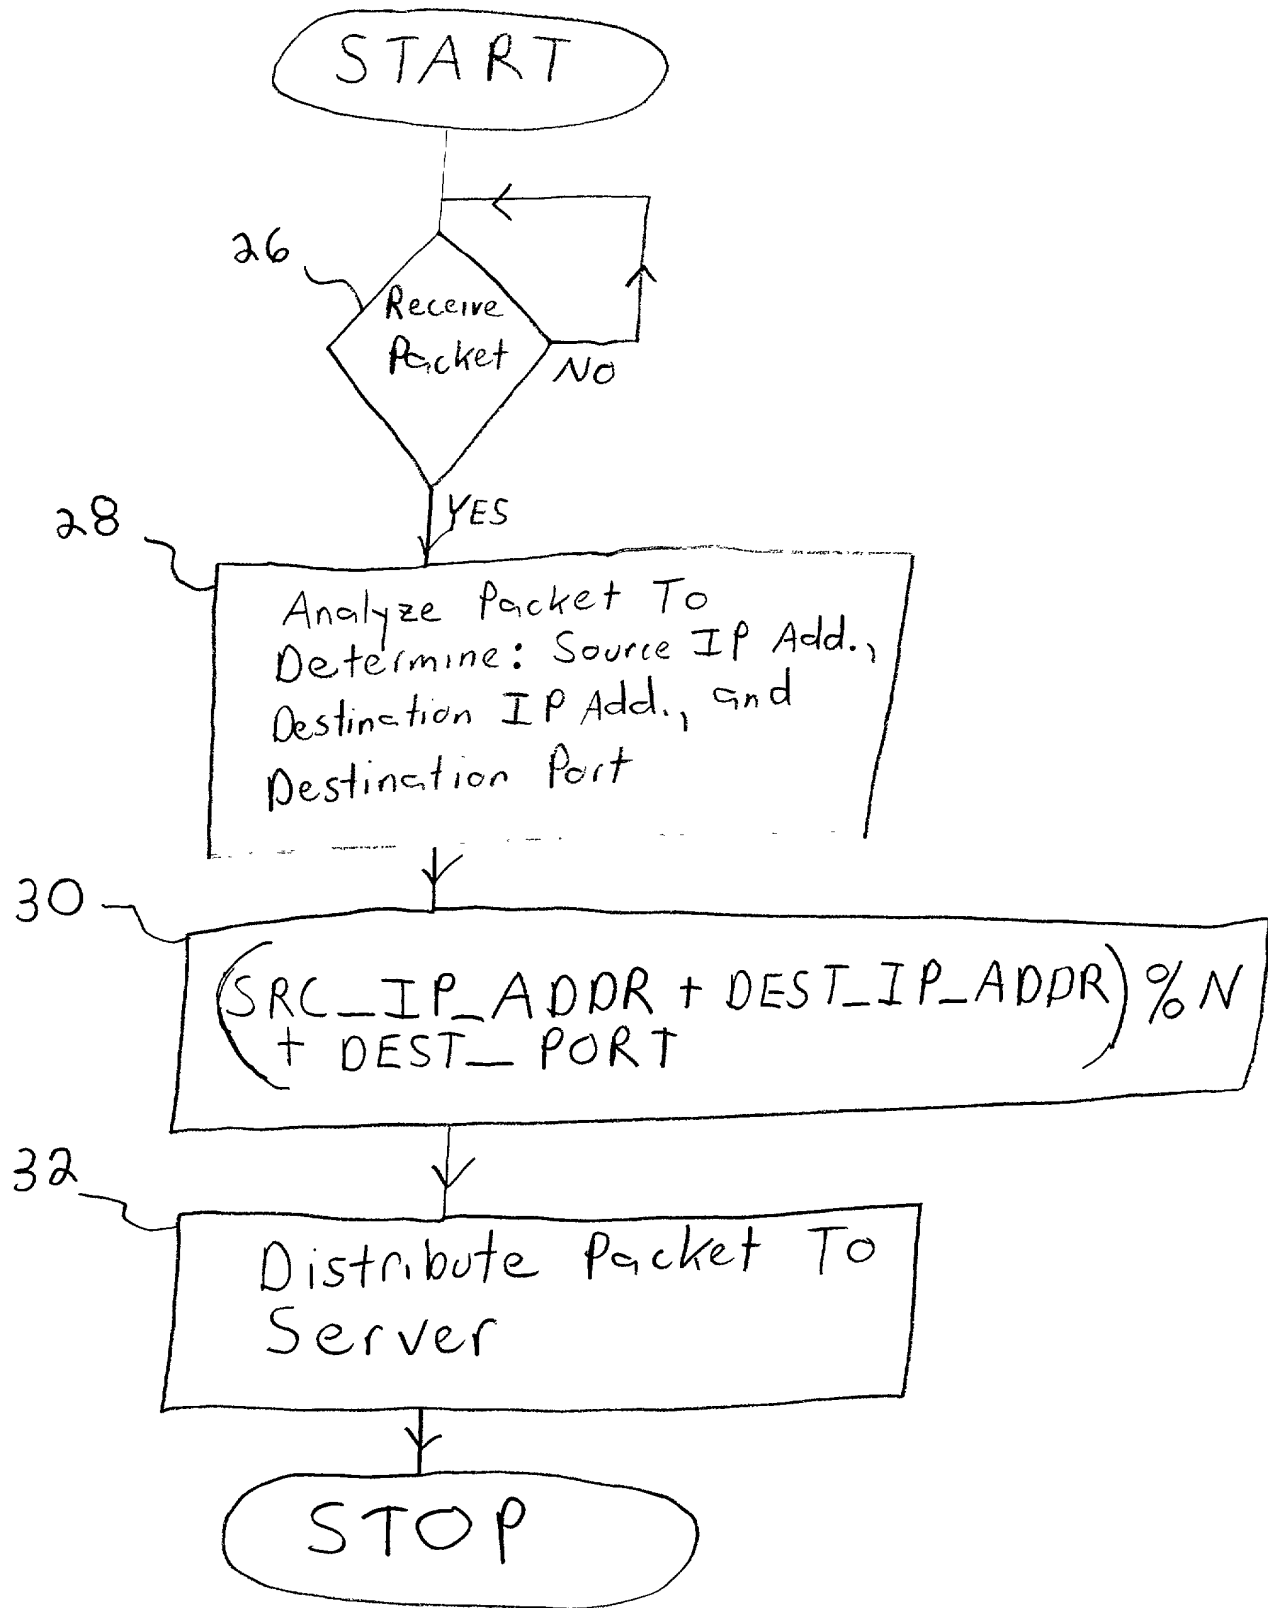 START
26
Receive
Packet
NO
YES
28
Analyze Packet To
Determine: Source IP Add.,
Destination IP Add., and
Destination Port
30
(SRC_IP_ADDR + DEST_IP_ADDR) % N
+ DEST_PORT
32
Distribute Packet To
Server
STOP